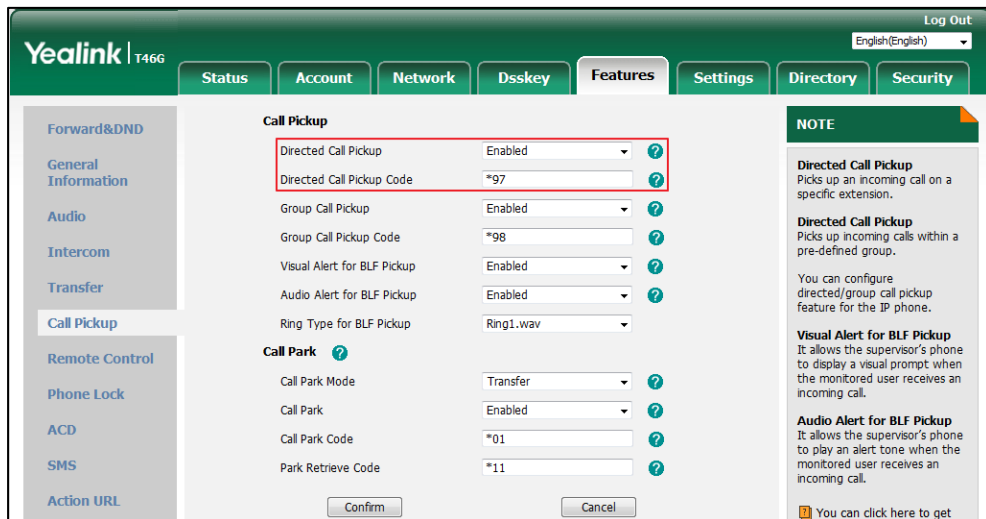 Log Out
English(English)
Yealink | T46G
Status Account Network Dsskey Features Settings Directory Security
Forward&DND
General
Information
Audio
Intercom
Transfer
Call Pickup
Remote Control
Phone Lock
ACD
SMS
Action URL
Call Pickup
Directed Call Pickup Enabled ?
Directed Call Pickup Code *97 ?
Group Call Pickup Enabled ?
Group Call Pickup Code *98 ?
Visual Alert for BLF Pickup Enabled ?
Audio Alert for BLF Pickup Enabled ?
Ring Type for BLF Pickup Ring1.wav
Call Park ?
Call Park Mode Transfer ?
Call Park Enabled ?
Call Park Code *01 ?
Park Retrieve Code *11 ?
Confirm Cancel
NOTE
Directed Call Pickup
Picks up an incoming call on a
specific extension.
Directed Call Pickup
Picks up incoming calls within a
pre-defined group.
You can configure
directed/group call pickup
feature for the IP phone.
Visual Alert for BLF Pickup
It allows the supervisor's phone
to display a visual prompt when
the monitored user receives an
incoming call.
Audio Alert for BLF Pickup
It allows the supervisor's phone
to play an alert tone when the
monitored user receives an
incoming call.
? You can click here to get